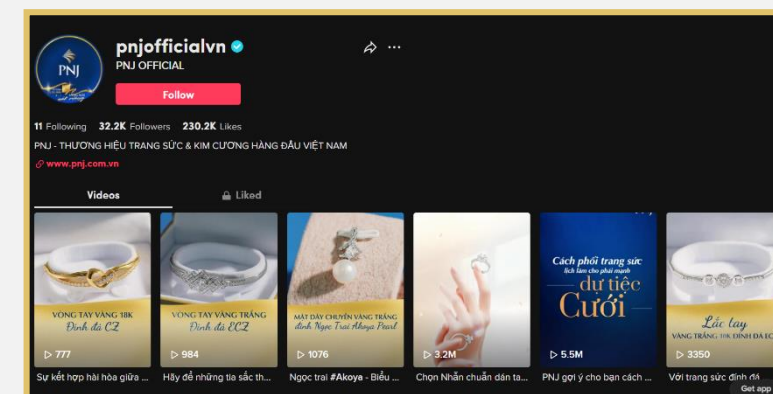 pnjofficialvn
PNJ OFFICIAL
PNJ
Follow
11 Following 32.2K Followers 230.2K Likes
PNJ - THƯƠNG HIỆU TRANG SỨC & KIM CƯƠNG HÀNG ĐẦU VIỆT NAM
www.pnj.com.vn
Videos Liked
VÒNG TAY VÀNG 18K
Đính đá CZ
777
Sự kết hợp hài hòa giữa ...
VÒNG TAY VÀNG TRẮNG
Đính đá ECZ
984
Hãy để những tia sắc th...
MẶT DÂY CHUYỀN VÀNG TRẮNG
đính Ngọc Trai Akoya Pearl
1076
Ngọc trai #Akoya - Biểu ...
3.2M
Chọn Nhẫn chuẩn dán ta...
Cách phối trang sức
lịch lãm cho phái mạnh
dự tiệc
Cưới
5.5M
PNJ gợi ý cho bạn cách ...
Lắc tay
VÀNG TRẮNG 10K ĐÍNH ĐÁ EC
3350
Với trang sức đính đá
Get app